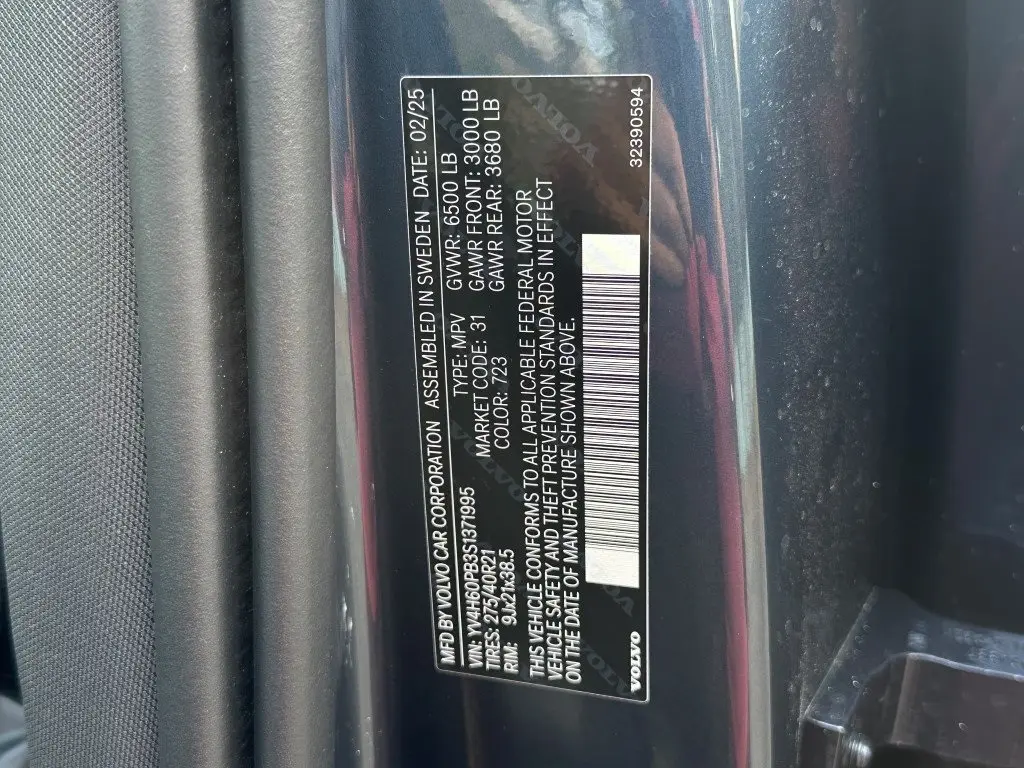 MFD BY VOLVO CAR CORPORATION ASSEMBLED IN SWEDEN DATE: 02/25
VIN: YV4H60PB3S1371995 TYPE: MPV GVWR: 6500 LB
TIRES: 275/40R21 MARKET CODE: 31 GAWR FRONT: 3000 LB
RIM: 9Jx21x38.5 COLOR: 723 GAWR REAR: 3680 LB
THIS VEHICLE CONFORMS TO ALL APPLICABLE FEDERAL MOTOR
VEHICLE SAFETY AND THEFT PREVENTION STANDARDS IN EFFECT
ON THE DATE OF MANUFACTURE SHOWN ABOVE.
VOLVO 32390594